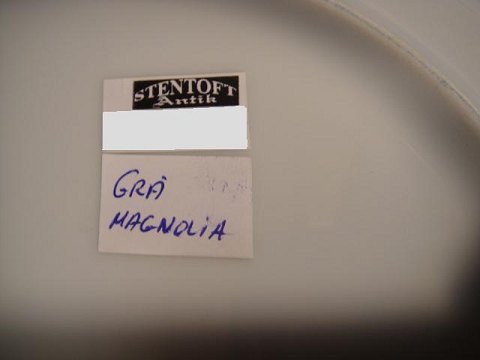 STENTOFT
Antik
GRÅ
MAGNOLIA